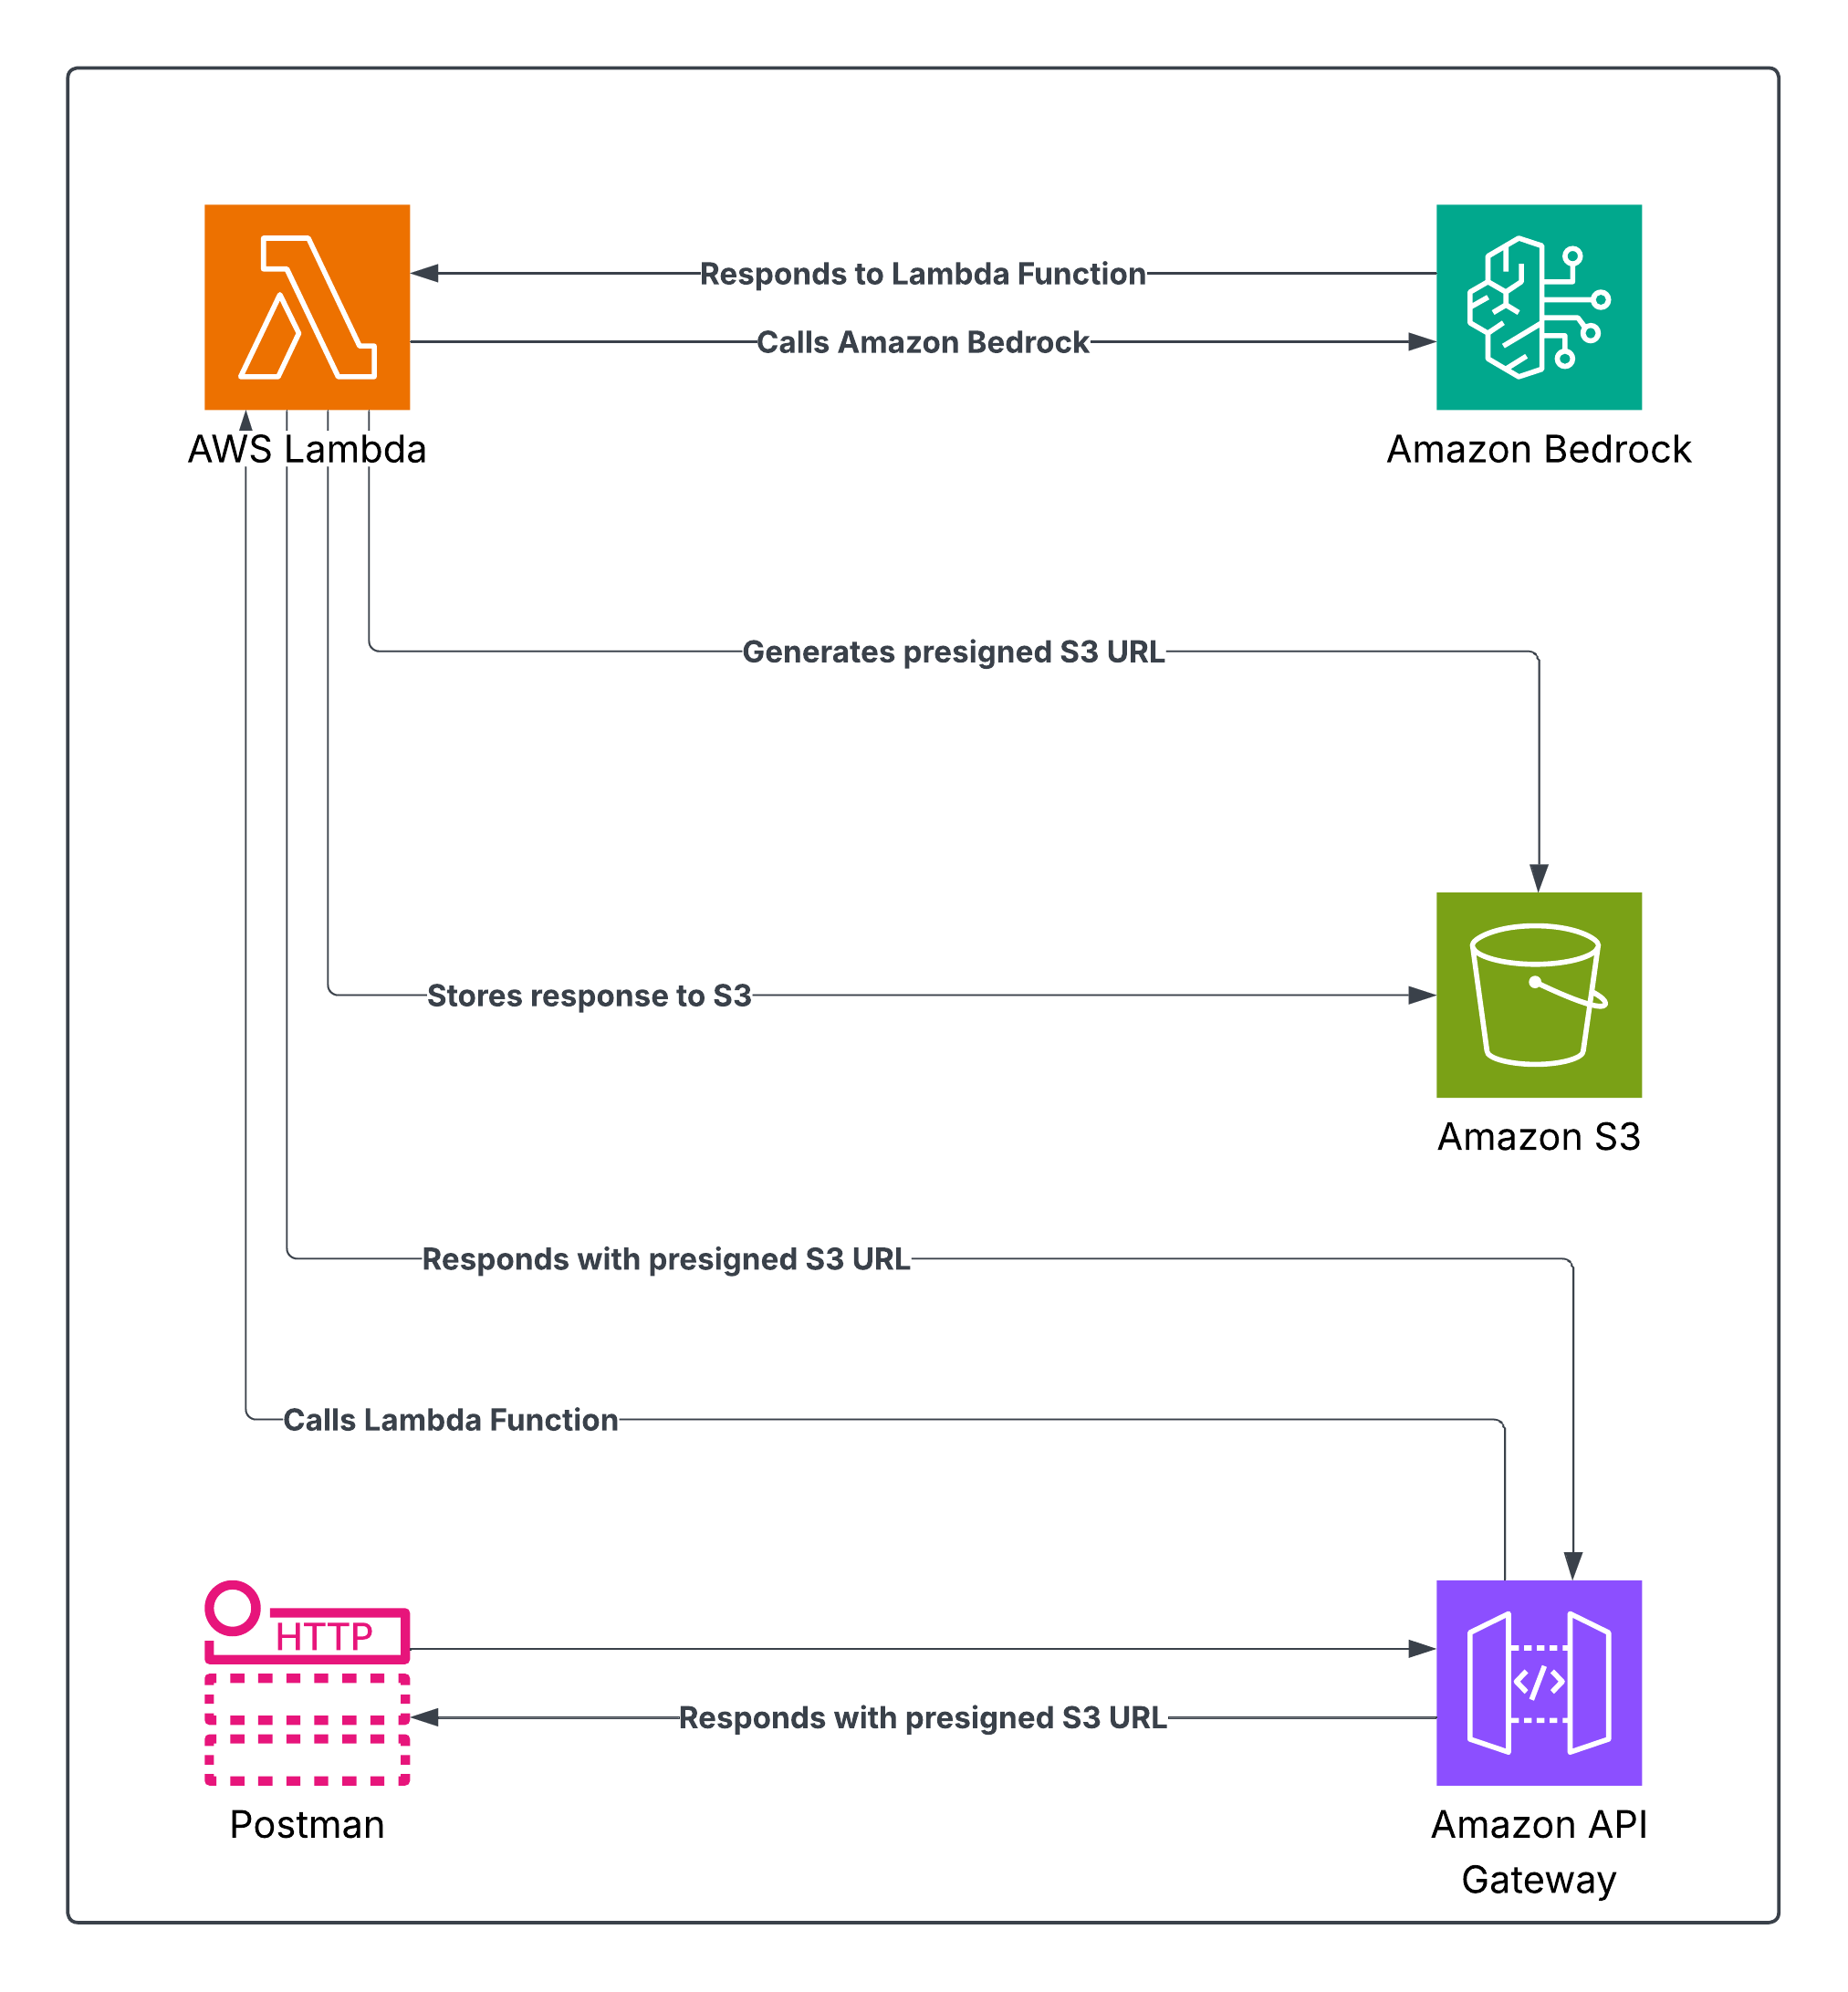 Responds to Lambda Function
Calls Amazon Bedrock
AWS Lambda
Amazon Bedrock
Generates presigned S3 URL
Stores response to S3
Amazon S3
Responds with presigned S3 URL
Calls Lambda Function
HTTP
Responds with presigned S3 URL
Postman
Amazon API
Gateway